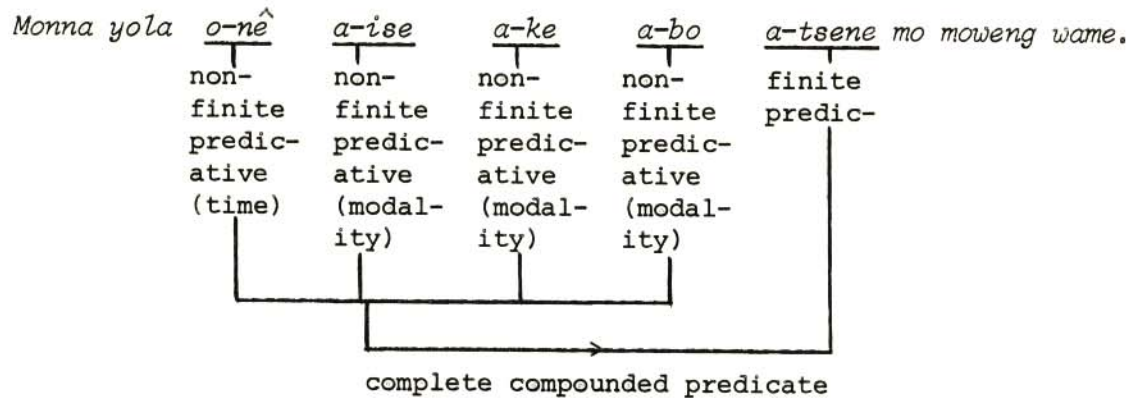 Monna yola o-nê a-ise a-ke a-bo a-tsene mo moweng wame.
non- non- non- non- finite
finite finite finite finite predic-
predic- predic- predic- predic-
ative ative ative ative
(time) (modal- (modal- (modal-
ity) ity) ity)
complete compounded predicate